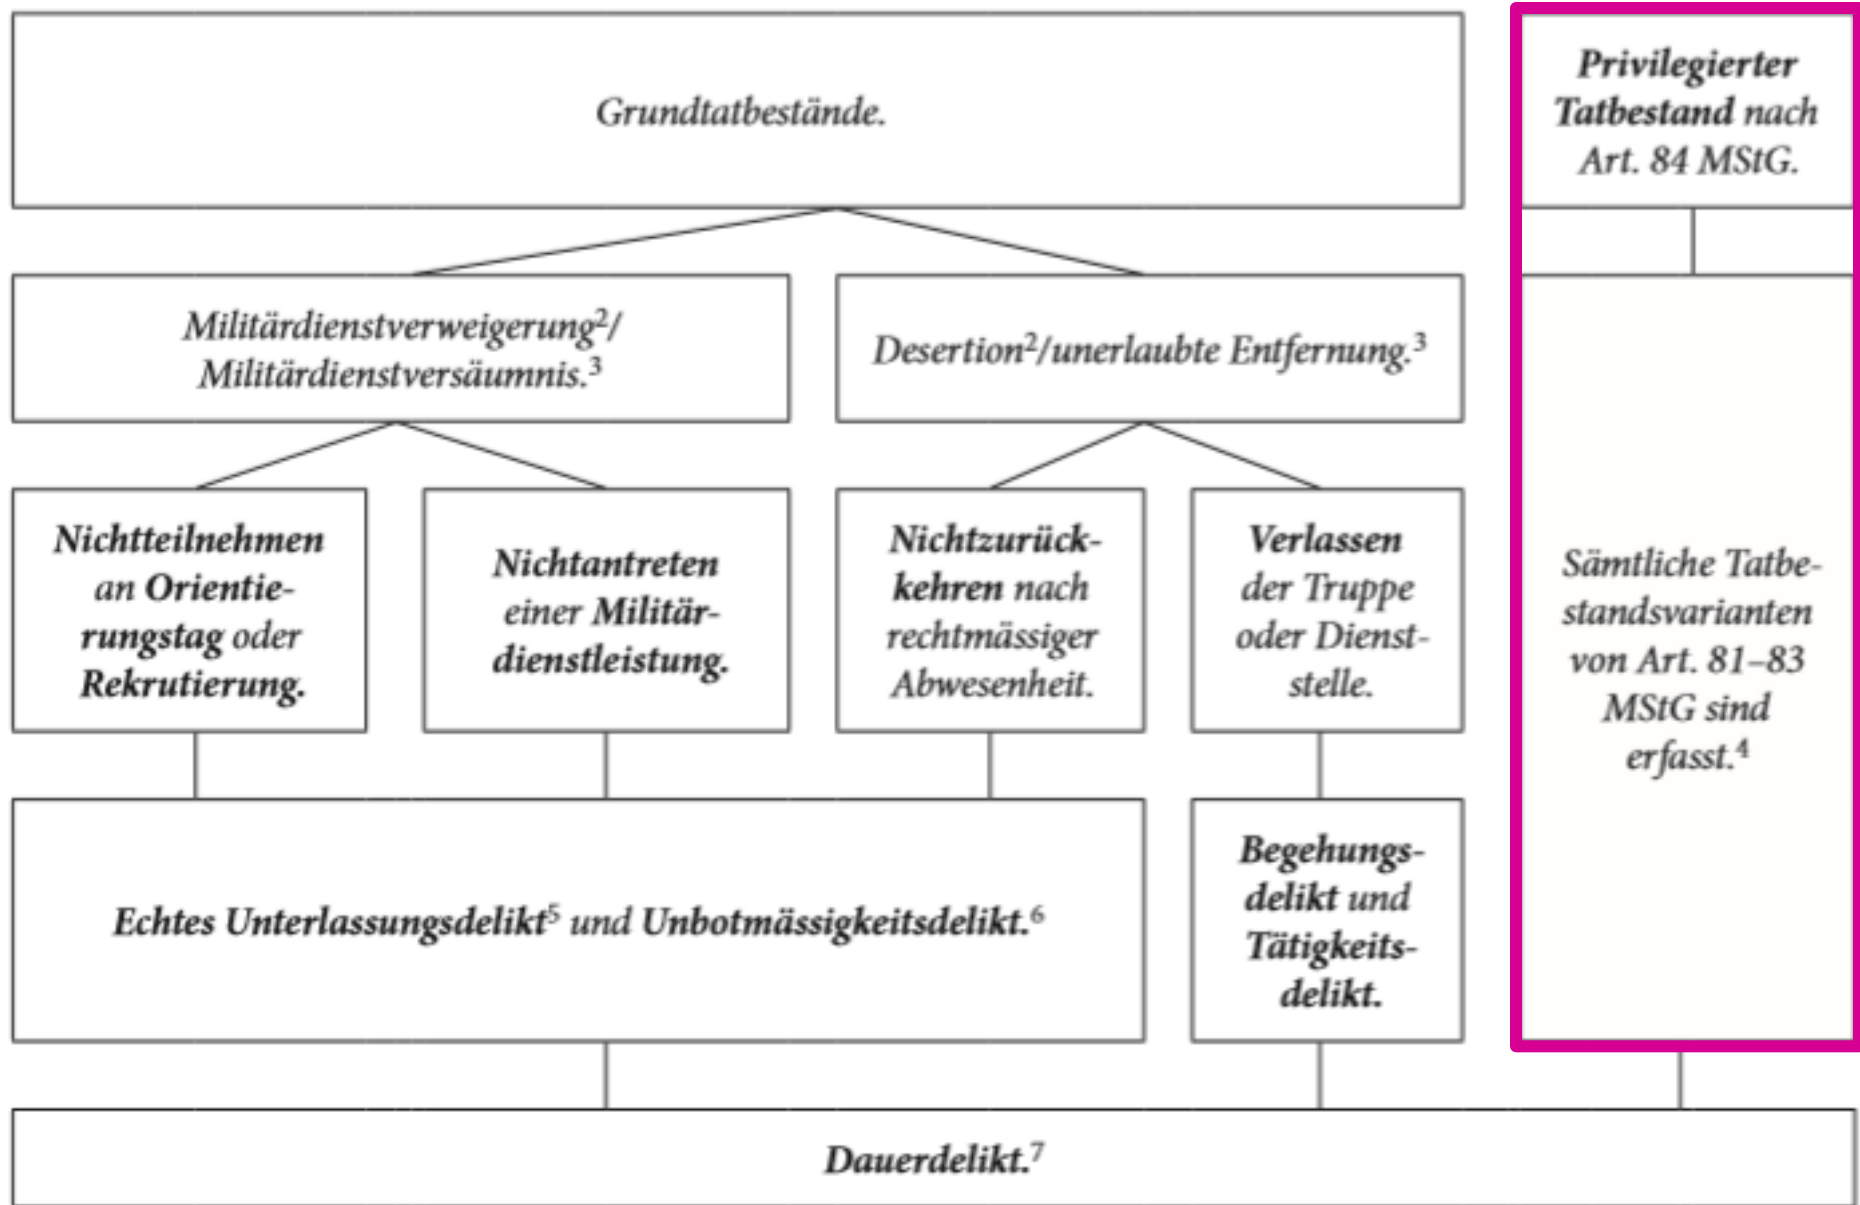 Grundtatbestände.
Privilegierter
Tatbestand nach
Art. 84 MStG.
Militärdienstverweigerung²/
Militärdienstversäumnis.³
Desertion²/unerlaubte Entfernung.³
Nichtteilnehmen
an Orientie-
rungstag oder
Rekrutierung.
Nichtantreten
einer Militär-
dienstleistung.
Nichtzurück-
kehren nach
rechtmässiger
Abwesenheit.
Verlassen
der Truppe
oder Dienst-
stelle.
Sämtliche Tatbe-
standsvarianten
von Art. 81–83
MStG sind
erfasst.⁴
Echtes Unterlassungsdelikt⁵ und Unbotmässigkeitsdelikt.⁶
Begehungs-
delikt und
Tätigkeits-
delikt.
Dauerdelikt.⁷